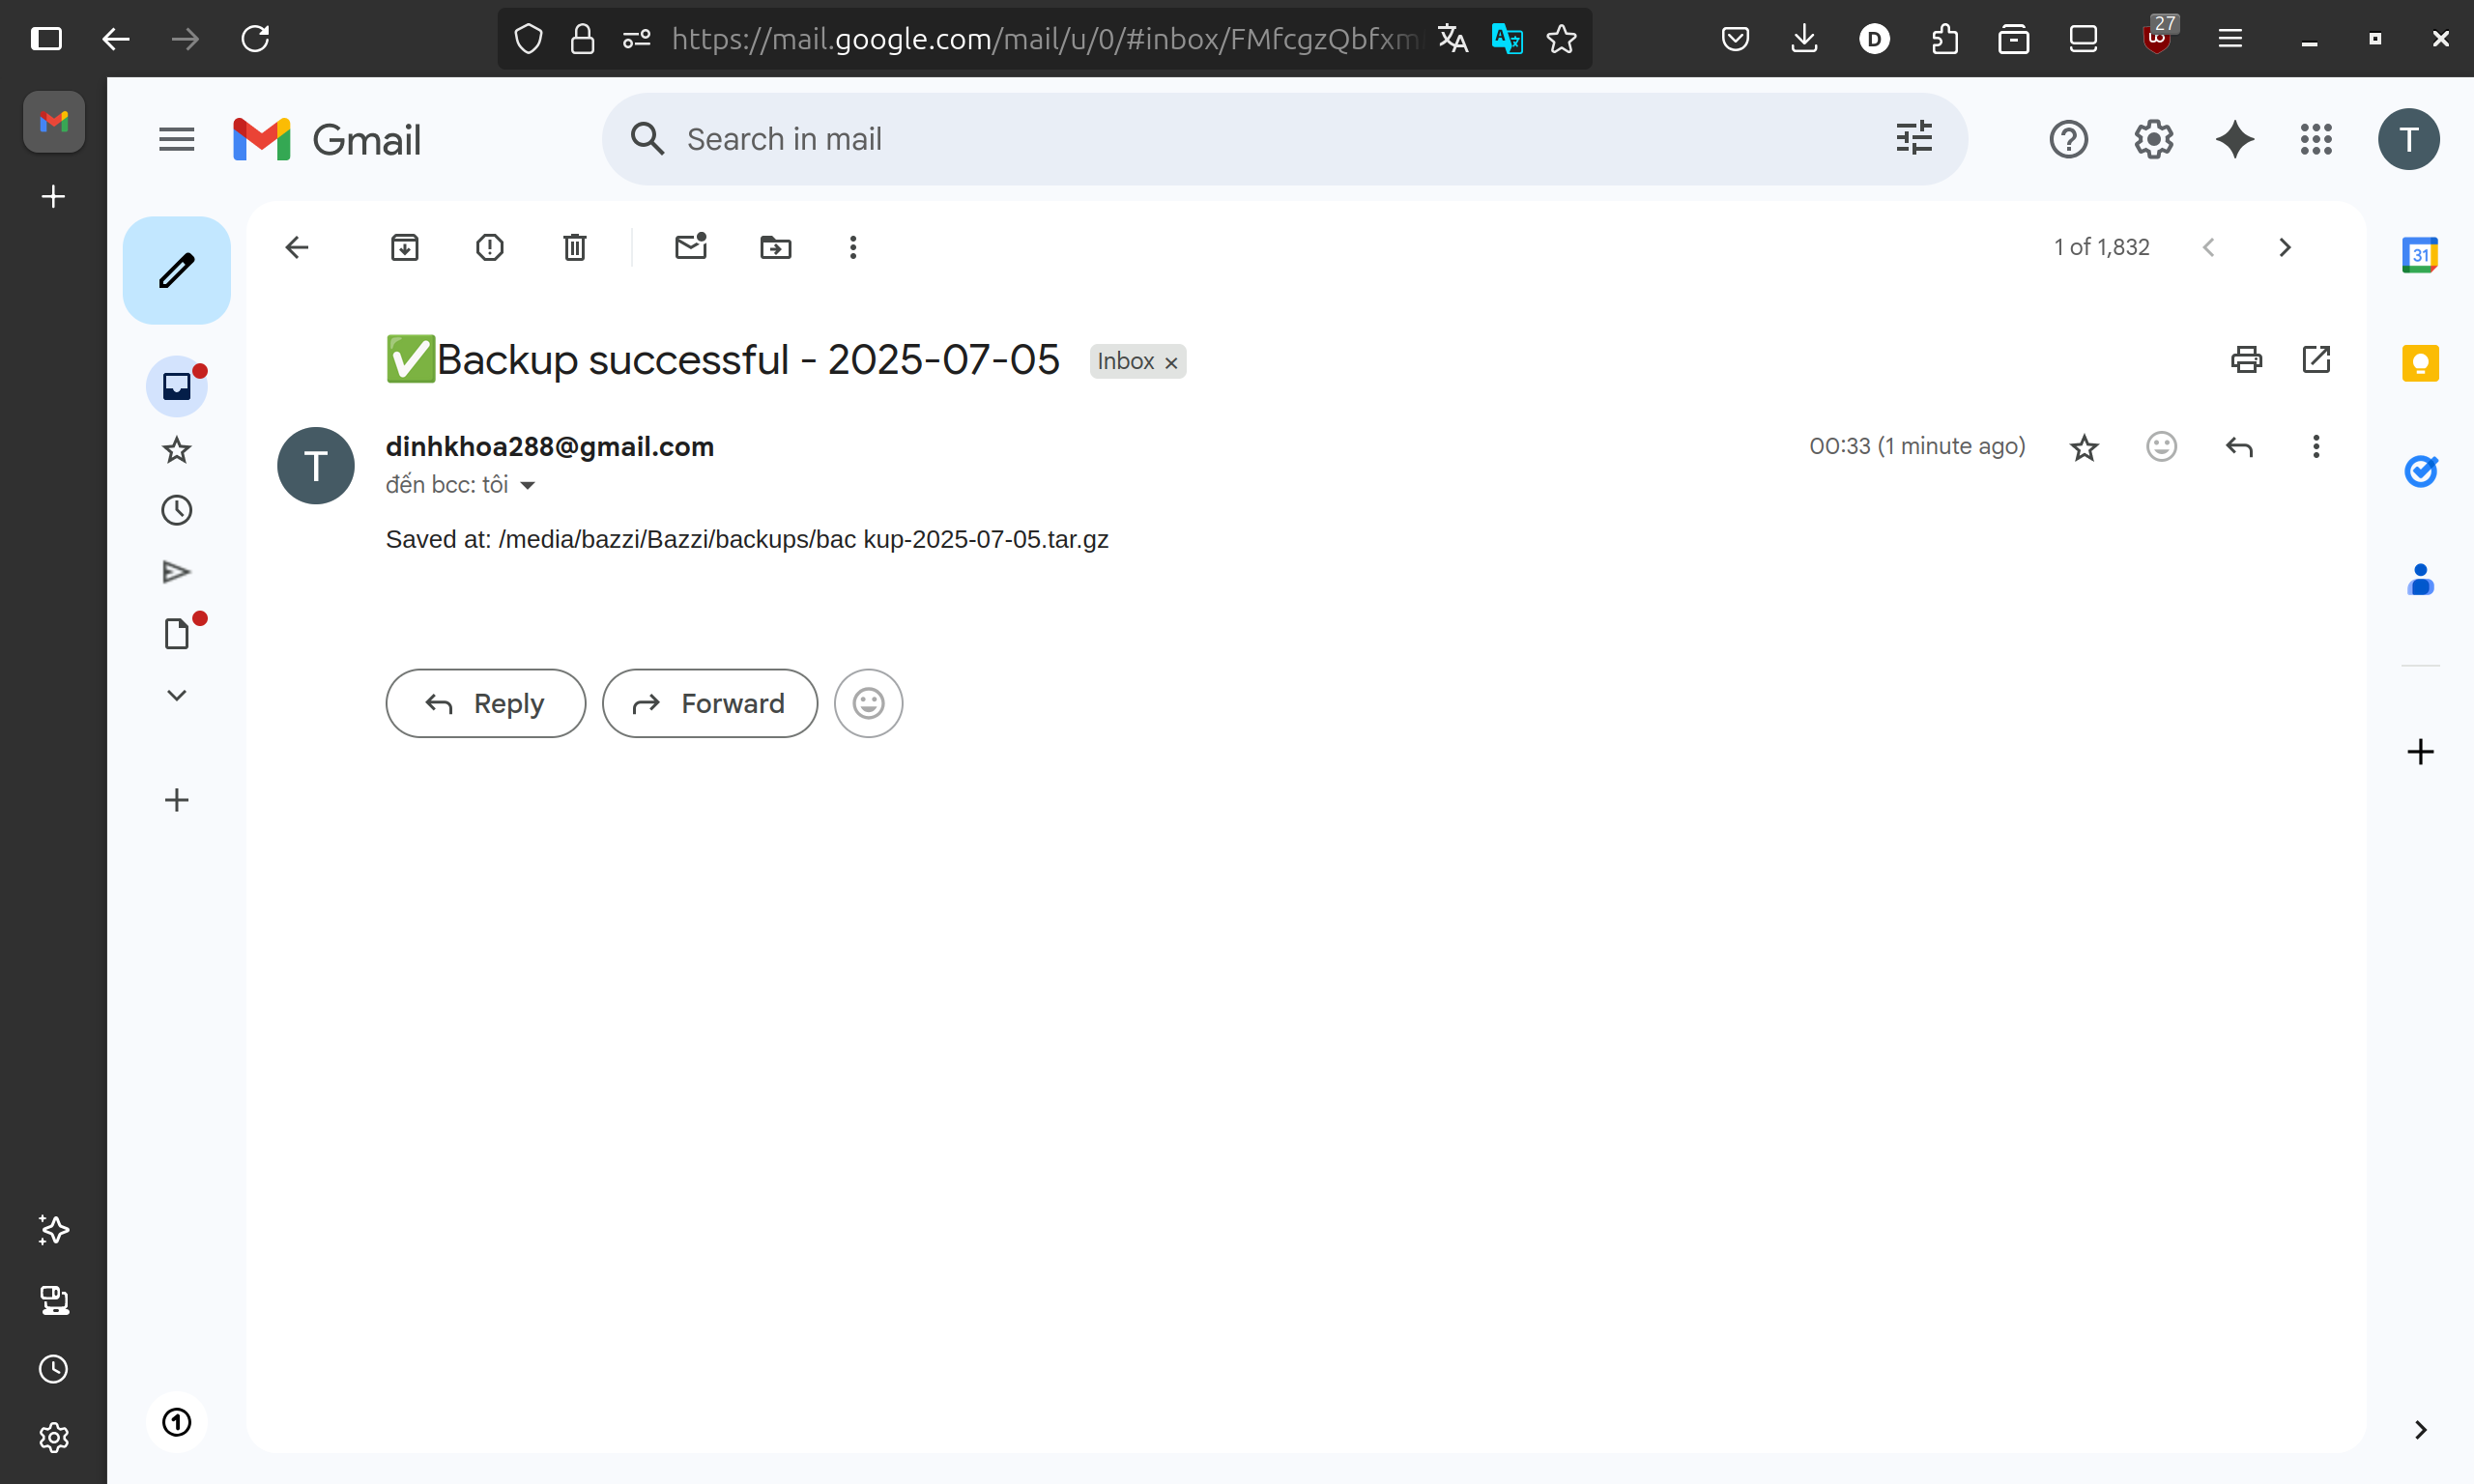 https://mail.google.com/mail/u/0/#inbox/FMfcgzQbfxm
27
Gmail
Search in mail
T
1 of 1,832
31
✅Backup successful - 2025-07-05
Inbox ×
T
dinhkhoa288@gmail.com
00:33 (1 minute ago)
đến bcc: tôi
Saved at: /media/bazzi/Bazzi/backups/bac kup-2025-07-05.tar.gz
Reply
Forward